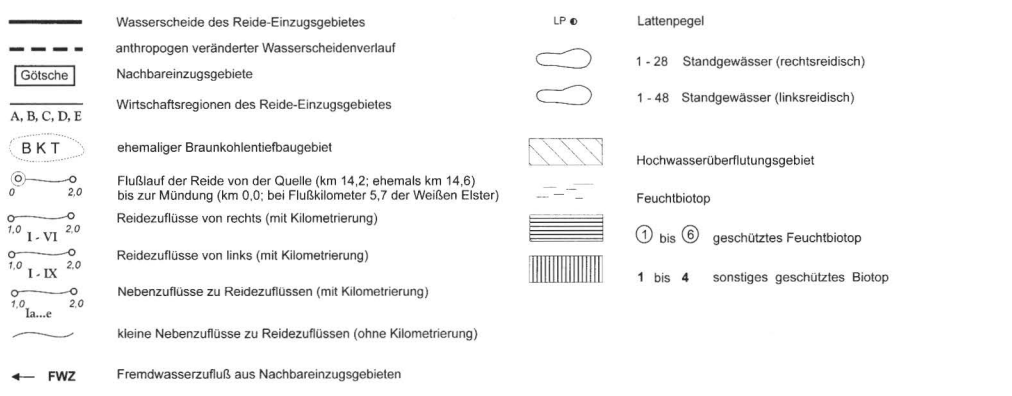 Wasserscheide des Reide-Einzugsgebietes
anthropogen veränderter Wasserscheidenverlauf
Götsche Nachbareinzugsgebiete
Wirtschaftsregionen des Reide-Einzugsgebietes
A, B, C, D, E
B K T ehemaliger Braunkohlentiefbaugebiet
Flußlauf der Reide von der Quelle (km 14,2; ehemals km 14,6)
0 2,0 bis zur Mündung (km 0,0; bei Flußkilometer 5,7 der Weißen Elster)
Reidezuflüsse von rechts (mit Kilometrierung)
1,0 I - VI 2,0
Reidezuflüsse von links (mit Kilometrierung)
1,0 I - IX 2,0
Nebenzuflüsse zu Reidezuflüssen (mit Kilometrierung)
1,0 Ia...e 2,0
kleine Nebenzuflüsse zu Reidezuflüssen (ohne Kilometrierung)
FWZ Fremdwasserzufluß aus Nachbareinzugsgebieten
LP Lattenpegel
1 - 28 Standgewässer (rechtsreidisch)
1 - 48 Standgewässer (linksreidisch)
Hochwasserüberflutungsgebiet
Feuchtbiotop
1 bis 6 geschütztes Feuchtbiotop
1 bis 4 sonstiges geschütztes Biotop